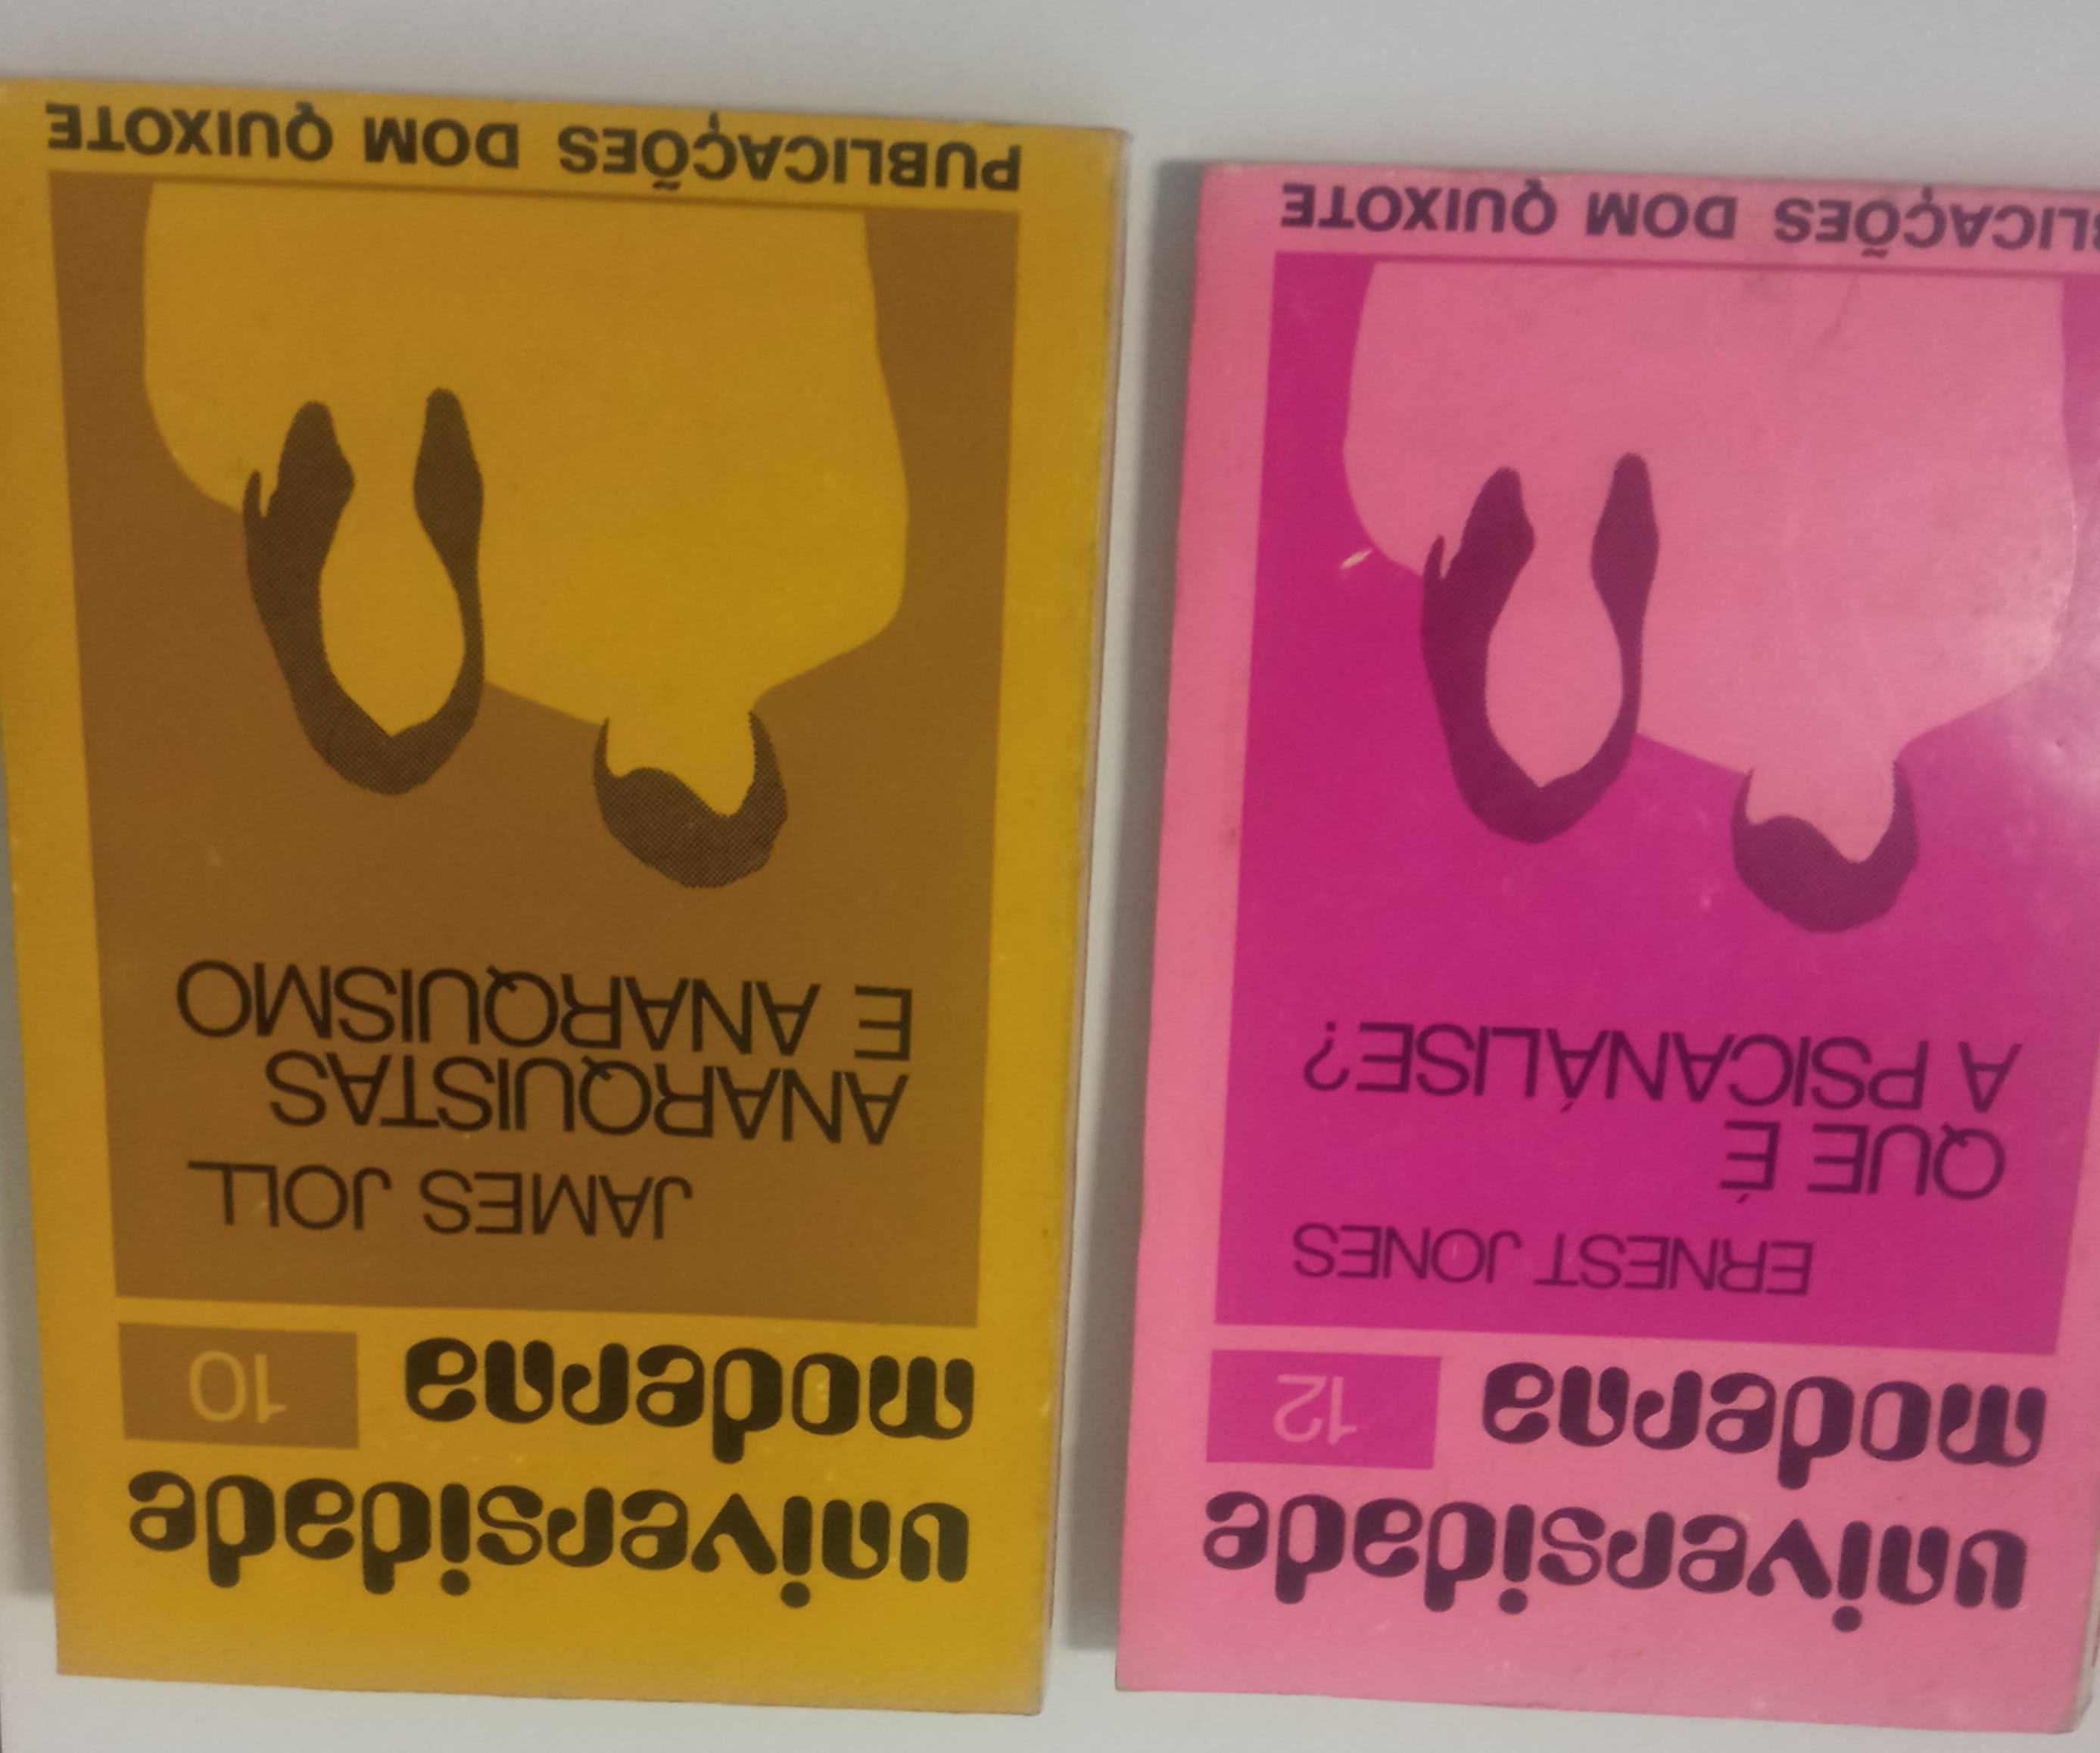 universidade
moderna
12
ERNEST JONES
QUE É
A PSICANÁLISE?
BLICAÇÕES DOM QUIXOTE
universidade
moderna
10
JAMES JOLL
ANARQUISTAS
E ANARQUISMO
PUBLICAÇÕES DOM QUIXOTE